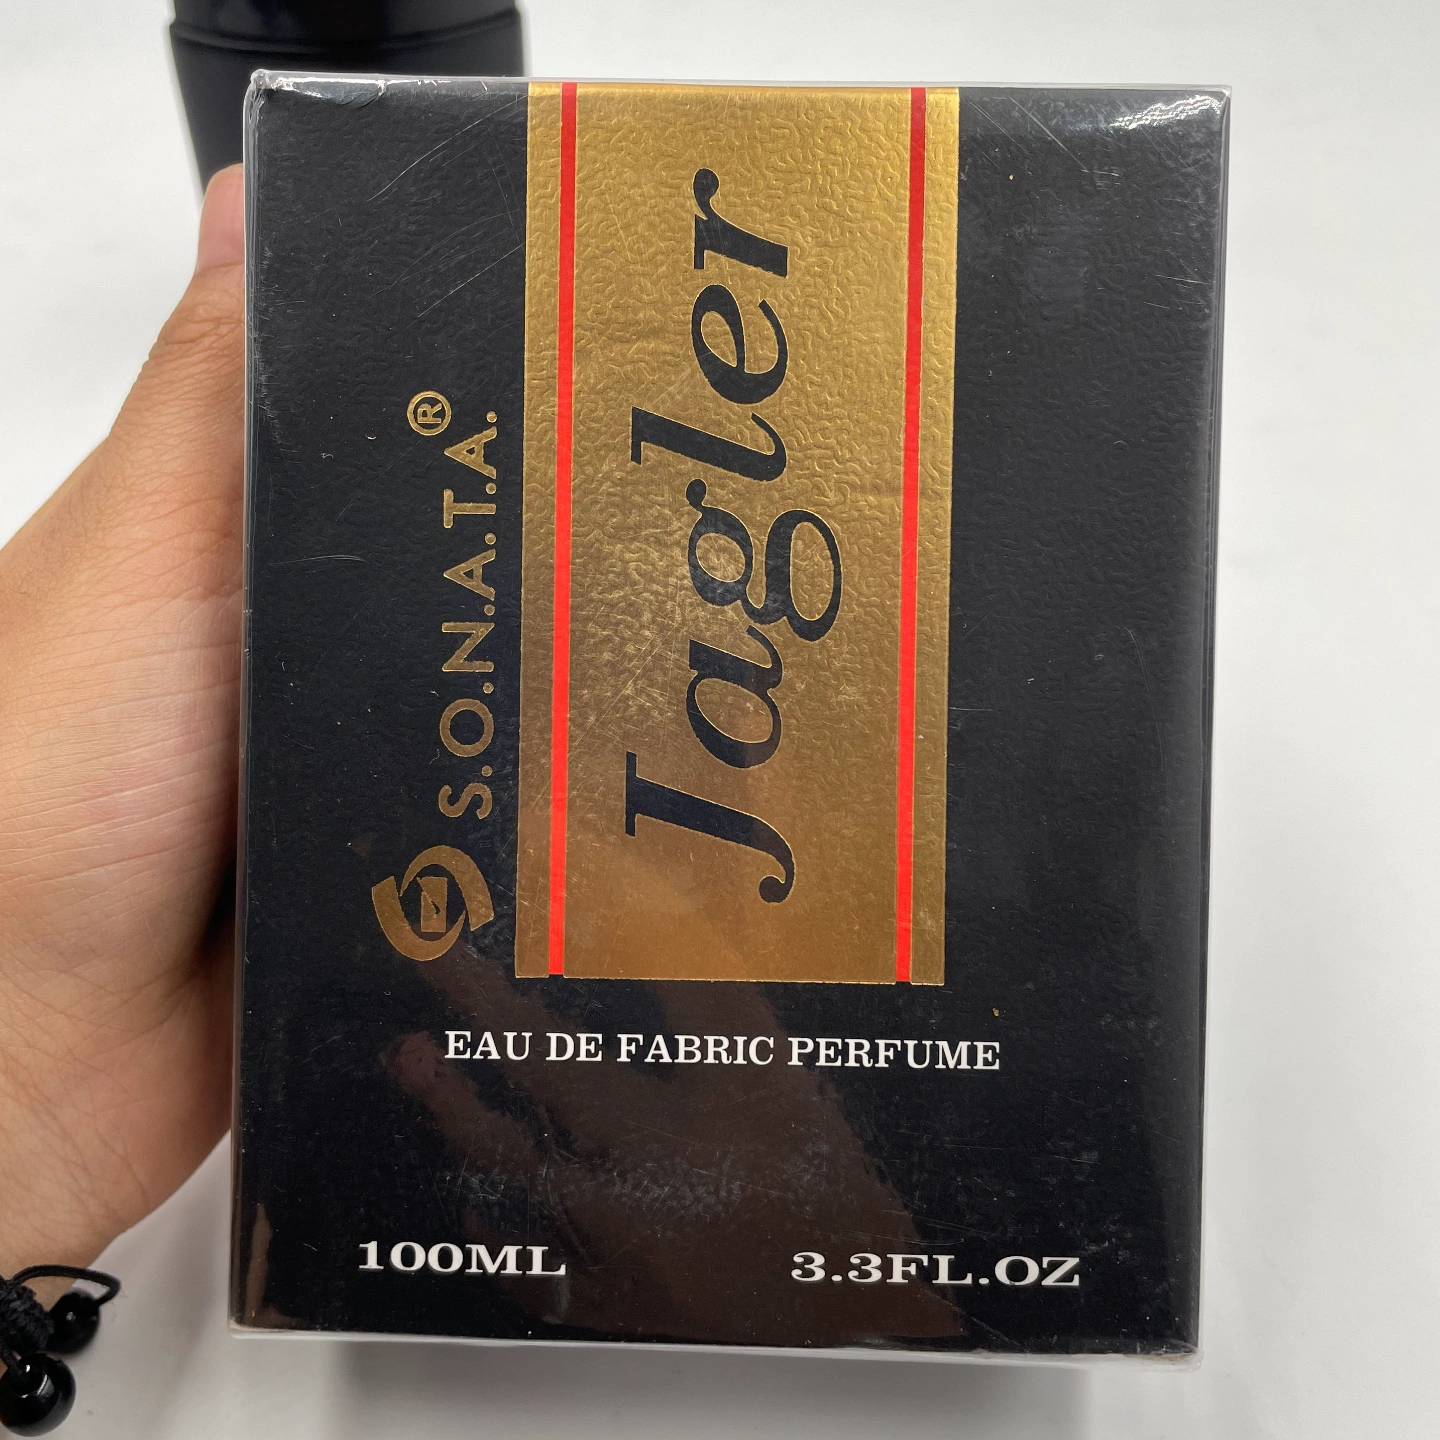 S.O.N.A.T.A.®
Jagler
EAU DE FABRIC PERFUME
100ML
3.3FL.OZ